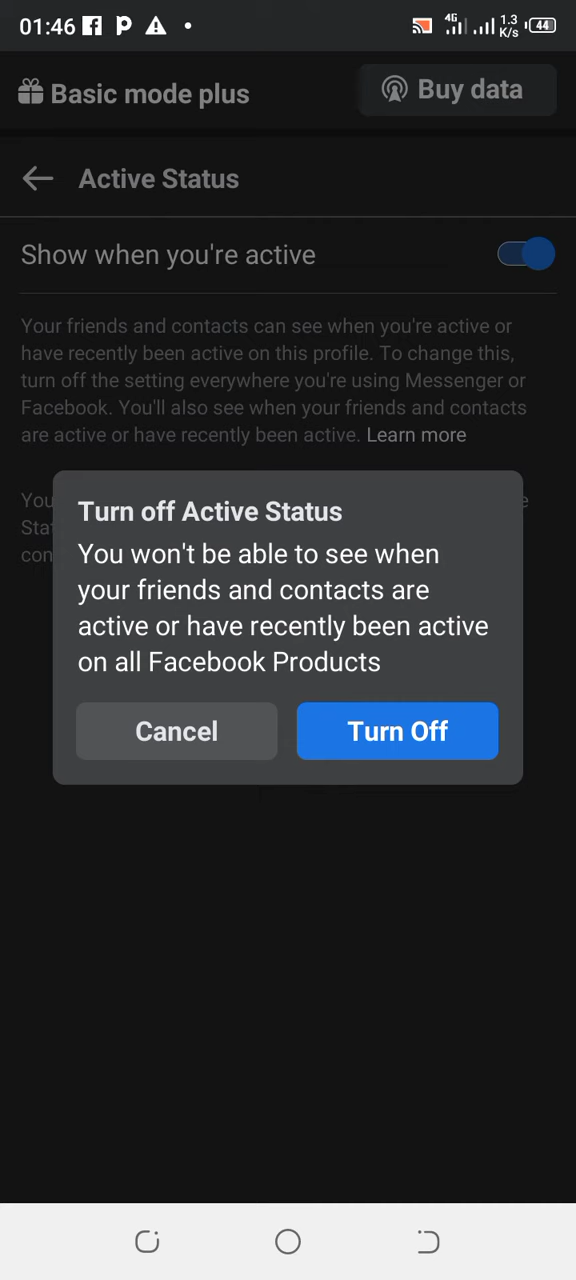 01:46
4G
1.3
K/s
44
Basic mode plus
Buy data
Active Status
Show when you're active
Your friends and contacts can see when you're active or
have recently been active on this profile. To change this,
turn off the setting everywhere you're using Messenger or
Facebook. You'll also see when your friends and contacts
are active or have recently been active. Learn more
Turn off Active Status
You won't be able to see when
your friends and contacts are
active or have recently been active
on all Facebook Products
Cancel
Turn Off